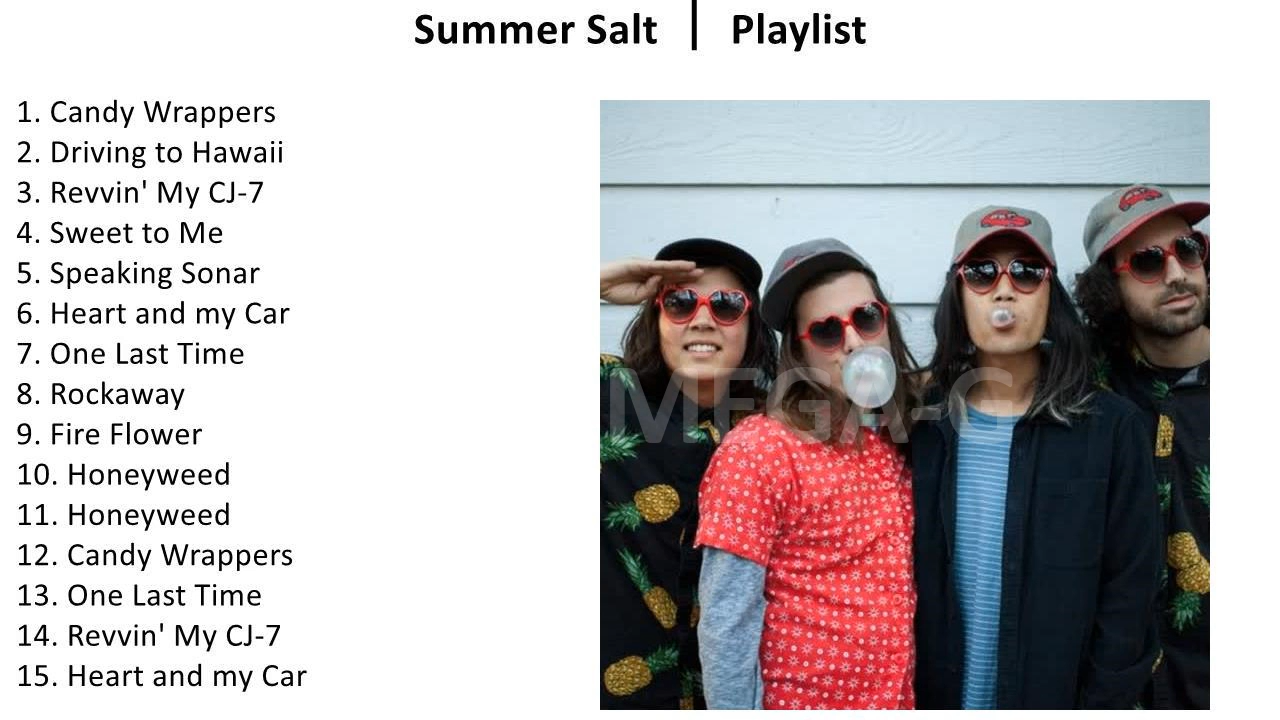 Summer Salt | Playlist
1. Candy Wrappers
2. Driving to Hawaii
3. Revvin' My CJ-7
4. Sweet to Me
5. Speaking Sonar
6. Heart and my Car
7. One Last Time
8. Rockaway
9. Fire Flower
10. Honeyweed
11. Honeyweed
12. Candy Wrappers
13. One Last Time
14. Revvin' My CJ-7
15. Heart and my Car
MEGA-G